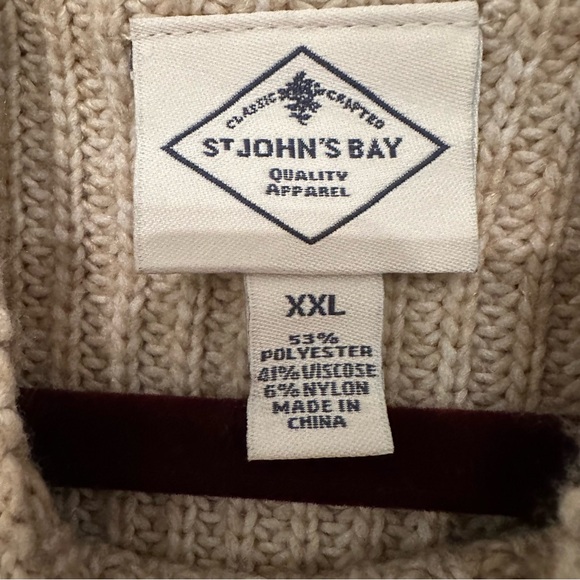 CLASSIC CRAFTED
ST JOHN'S BAY
QUALITY
APPAREL
XXL
53%
POLYESTER
41% VISCOSE
6% NYLON
MADE IN
CHINA